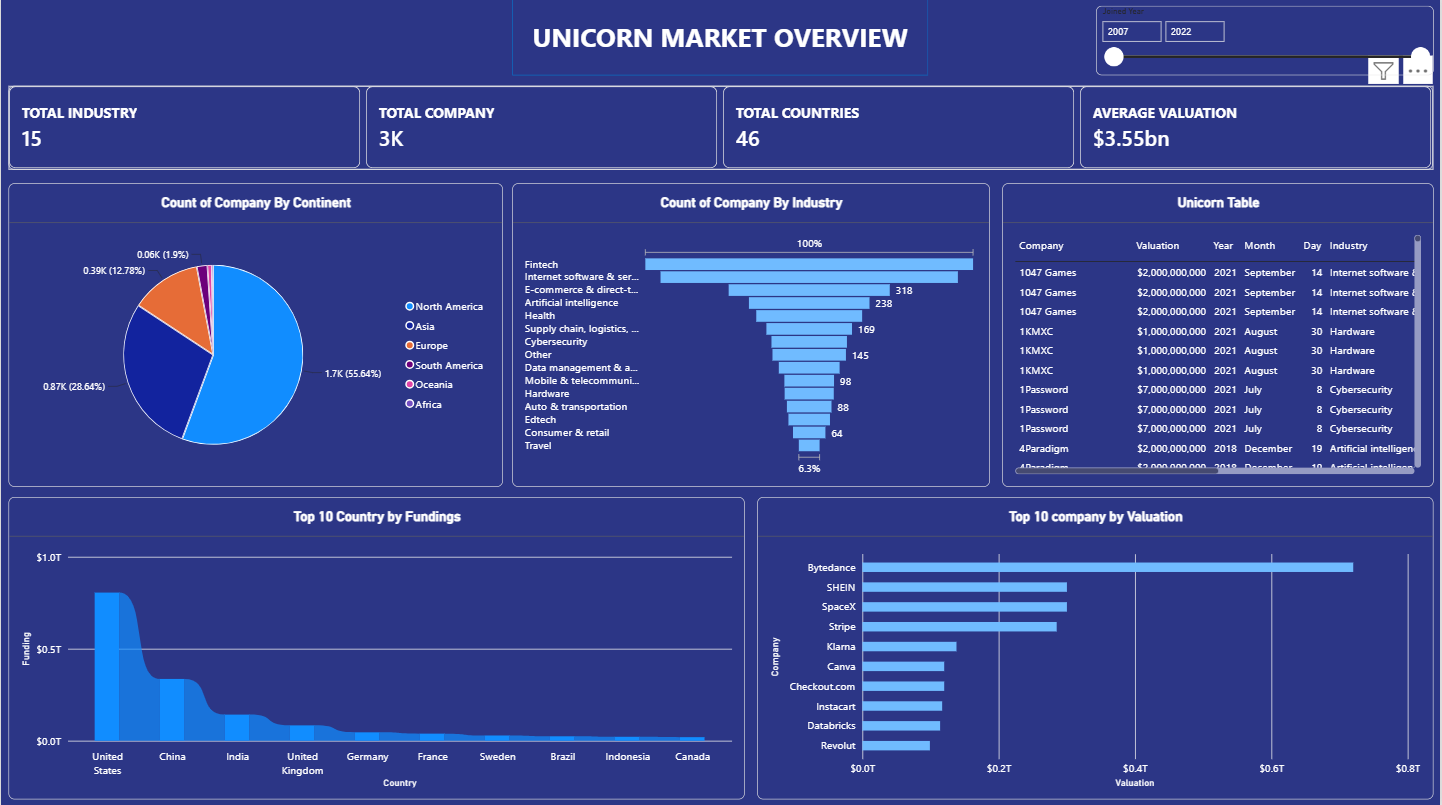 UNICORN MARKET OVERVIEW
Joined Year
2007
2022
TOTAL INDUSTRY
15
TOTAL COMPANY
3K
TOTAL COUNTRIES
46
AVERAGE VALUATION
$3.55bn
Count of Company By Continent
0.06K (1.9%)
0.39K (12.78%)
0.87K (28.64%)
1.7K (55.64%)
North America
Asia
Europe
South America
Oceania
Africa
Count of Company By Industry
100%
Fintech
Internet software & ser...
E-commerce & direct-t... 318
Artificial intelligence 238
Health
Supply chain, logistics, ... 169
Cybersecurity
Other 145
Data management & a...
Mobile & telecommuni... 98
Hardware
Auto & transportation 88
Edtech
Consumer & retail 64
Travel
6.3%
Unicorn Table
Company Valuation Year Month Day Industry
1047 Games $2,000,000,000 2021 September 14 Internet software &
1047 Games $2,000,000,000 2021 September 14 Internet software &
1047 Games $2,000,000,000 2021 September 14 Internet software &
1KMXC $1,000,000,000 2021 August 30 Hardware
1KMXC $1,000,000,000 2021 August 30 Hardware
1KMXC $1,000,000,000 2021 August 30 Hardware
1Password $7,000,000,000 2021 July 8 Cybersecurity
1Password $7,000,000,000 2021 July 8 Cybersecurity
1Password $7,000,000,000 2021 July 8 Cybersecurity
4Paradigm $2,000,000,000 2018 December 19 Artificial intelligen
4Paradigm $2,000,000,000 2018 December 19 Artificial intelligen
Top 10 Country by Fundings
Funding
$1.0T
$0.5T
$0.0T
United States
China
India
United Kingdom
Germany
France
Sweden
Brazil
Indonesia
Canada
Country
Top 10 company by Valuation
Company
Bytedance
SHEIN
SpaceX
Stripe
Klarna
Canva
Checkout.com
Instacart
Databricks
Revolut
$0.0T $0.2T $0.4T $0.6T $0.8T
Valuation